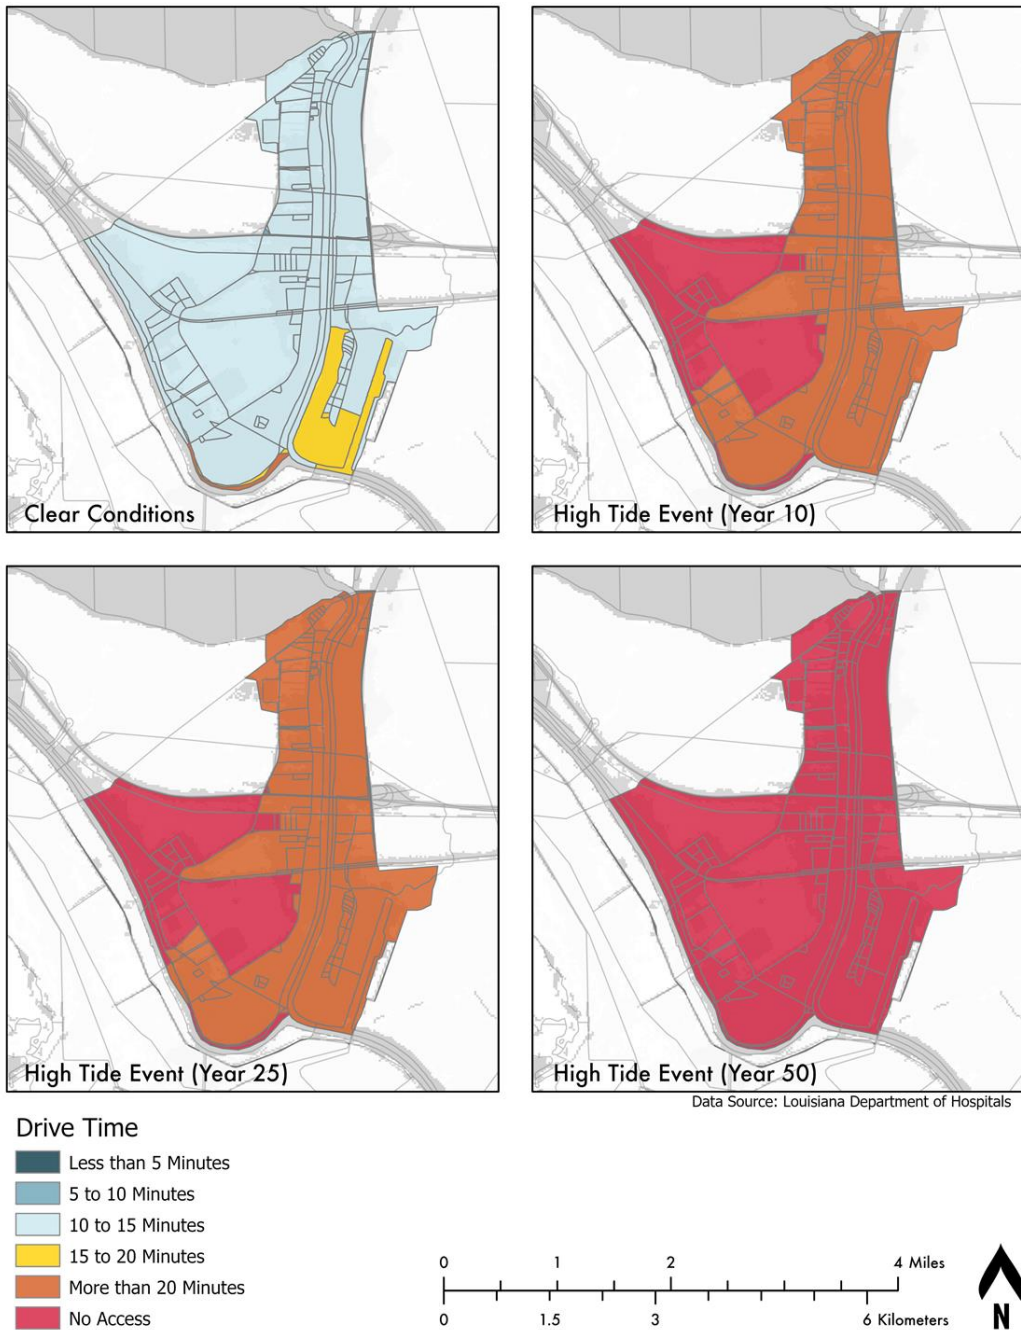 Clear Conditions
High Tide Event (Year 10)
High Tide Event (Year 25)
High Tide Event (Year 50)
Data Source: Louisiana Department of Hospitals
Drive Time
Less than 5 Minutes
5 to 10 Minutes
10 to 15 Minutes
15 to 20 Minutes
More than 20 Minutes
No Access
0 1 2 4 Miles
0 1.5 3 6 Kilometers
N